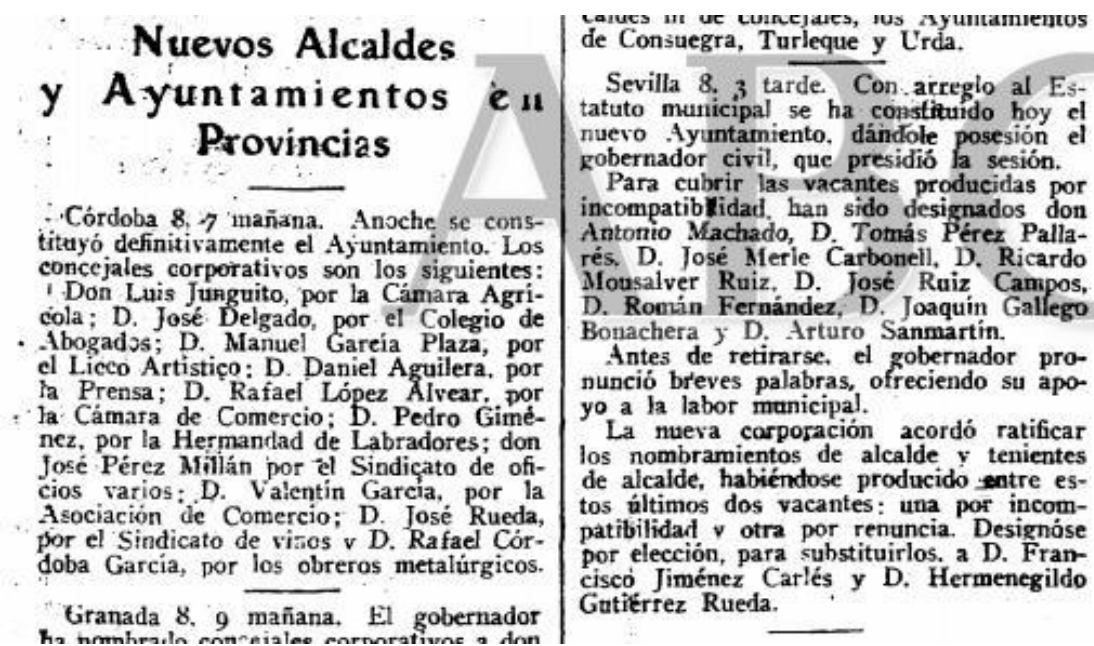 Nuevos Alcaldes
y Ayuntamientos en
Provincias
Córdoba 8, 7 mañana. Anoche se cons-
tituyó definitivamente el Ayuntamiento. Los
concejales corporativos son los siguientes:
Don Luis Junguito, por la Cámara Agrí-
cola; D. José Delgado, por el Colegio de
Abogados; D. Manuel García Plaza, por
el Liceo Artístico; D. Daniel Aguilera, por
la Prensa; D. Rafael López Alvear, por
la Cámara de Comercio; D. Pedro Gimé-
nez, por la Hermandad de Labradores; don
José Pérez Millán por el Sindicato de ofi-
cios varios; D. Valentín García, por la
Asociación de Comercio; D. José Rueda,
por el Sindicato de vinos y D. Rafael Cór-
doba García, por los obreros metalúrgicos.
Granada 8, 9 mañana. El gobernador
ha nombrado concejales corporativos a don
caldes ni de concejales, los Ayuntamientos
de Consuegra, Turleque y Urda.
Sevilla 8, 3 tarde. Con arreglo al Es-
tatuto municipal se ha constituido hoy el
nuevo Ayuntamiento, dándole posesión el
gobernador civil, que presidió la sesión.
Para cubrir las vacantes producidas por
incompatibilidad, han sido designados don
Antonio Machado, D. Tomás Pérez Palla-
rés, D. José Merle Carbonell, D. Ricardo
Monsalver Ruiz, D. José Ruiz Campos,
D. Román Fernández, D. Joaquín Gallego
Bonachera y D. Arturo Sanmartín.
Antes de retirarse, el gobernador pro-
nunció breves palabras, ofreciendo su apo-
yo a la labor municipal.
La nueva corporación acordó ratificar
los nombramientos de alcalde y tenientes
de alcalde, habiéndose producido entre es-
tos últimos dos vacantes: una por incom-
patibilidad y otra por renuncia. Designóse
por elección, para substituirlos, a D. Fran-
cisco Jiménez Carlés y D. Hermenegildo
Gutiérrez Rueda.
ABC